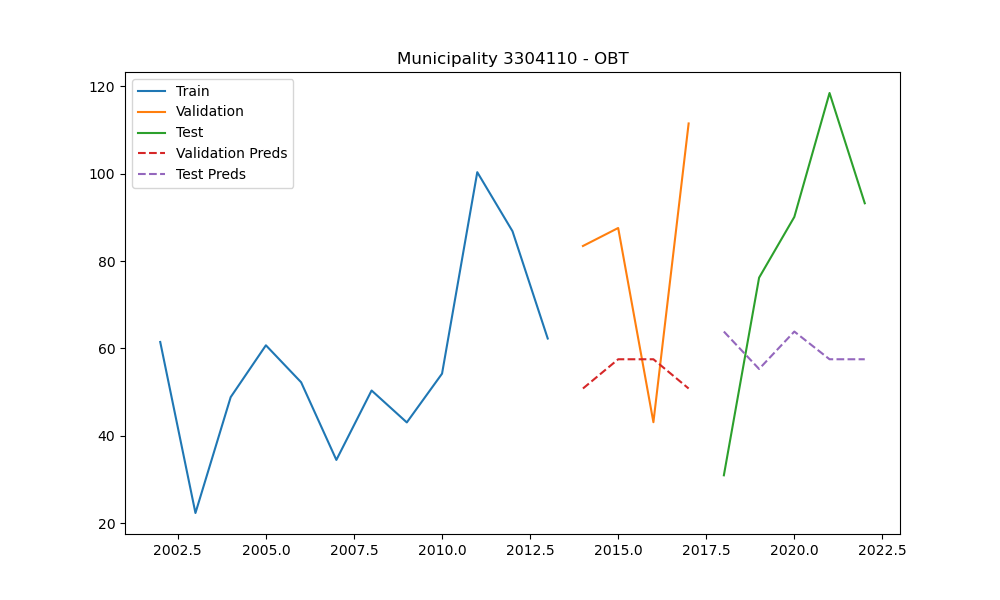 Municipality 3304110 - OBT
Train
Validation
Test
Validation Preds
Test Preds
120
100
80
60
40
20
2002.5 2005.0 2007.5 2010.0 2012.5 2015.0 2017.5 2020.0 2022.5